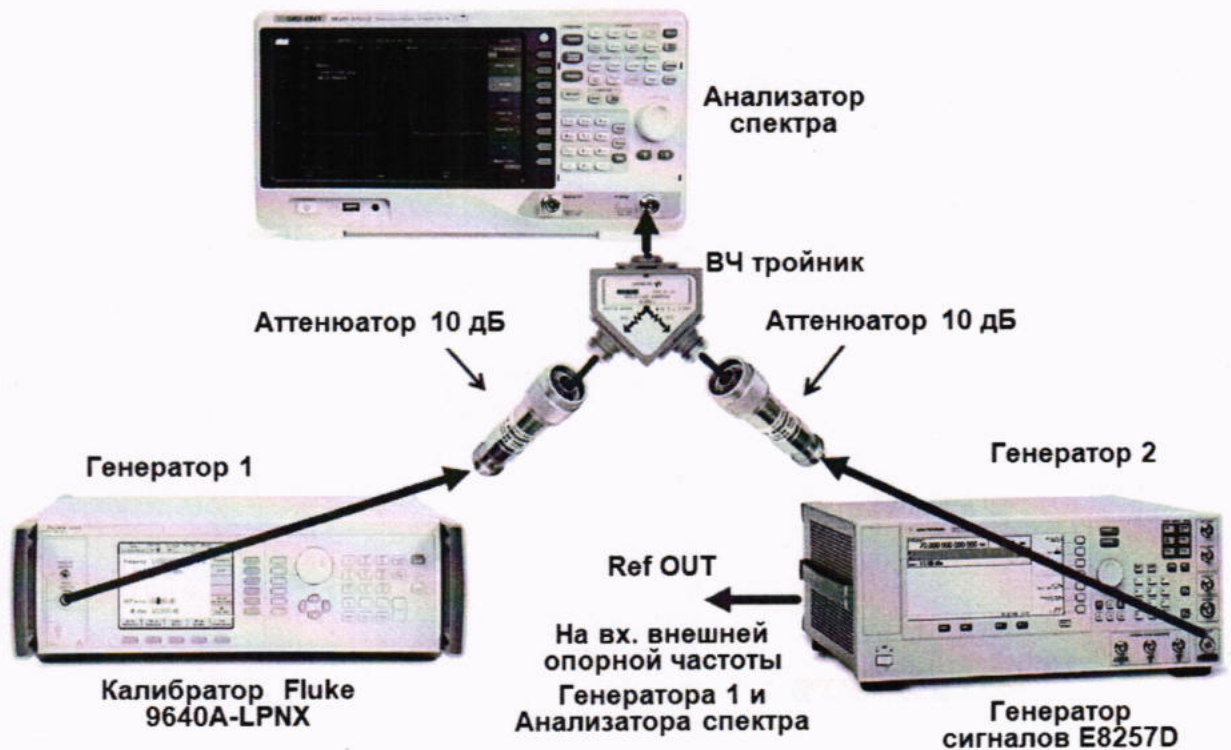 Анализатор
спектра
ВЧ тройник
Аттенюатор 10 дБ
Аттенюатор 10 дБ
Генератор 1
Генератор 2
Ref OUT
На вх. внешней
опорной частоты
Генератора 1 и
Анализатора спектра
Калибратор Fluke
9640A-LPNX
Генератор
сигналов E8257D